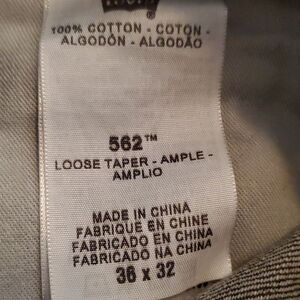 100% COTTON - COTON -
ALGODÓN - ALGODÃO
562™
LOOSE TAPER - AMPLE -
AMPLIO
MADE IN CHINA
FABRIQUE EN CHINE
FABRICADO EN CHINA
FABRICADO NA CHINA
36 x 32